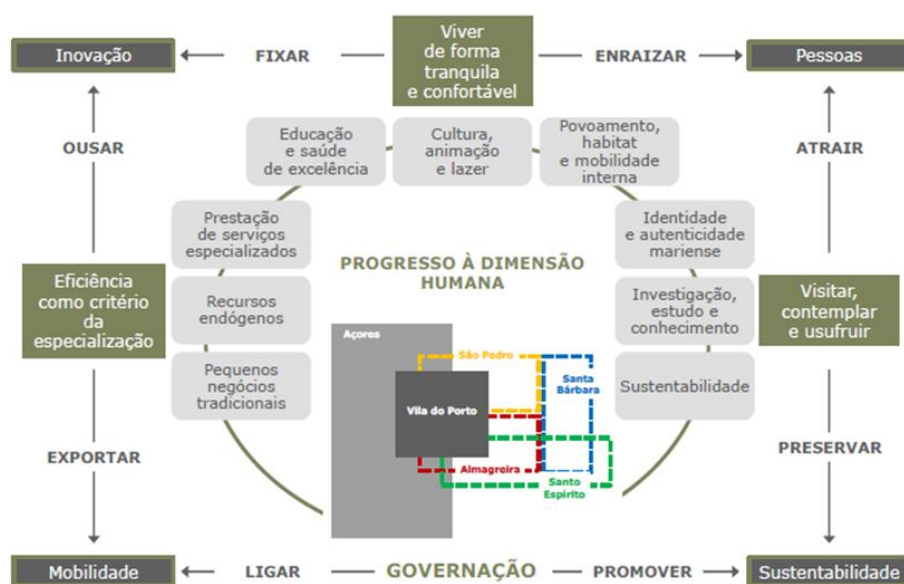 Inovação
FIXAR
Viver
de forma
tranquila
e confortável
ENRAIZAR
Pessoas
OUSAR
ATRAIR
Educação
e saúde
de excelência
Cultura,
animação
e lazer
Povoamento,
habitat
e mobilidade
interna
Prestação
de serviços
especializados
Identidade
e autenticidade
mariense
PROGRESSO À DIMENSÃO
HUMANA
Eficiência
como critério
da
especialização
Recursos
endógenos
Investigação,
estudo e
conhecimento
Visitar,
contemplar
e usufruir
Pequenos
negócios
tradicionais
Sustentabilidade
Açores
São Pedro
Santa
Bárbara
Vila do Porto
Almagreira
Santo
Espírito
EXPORTAR
PRESERVAR
Mobilidade
LIGAR
GOVERNAÇÃO
PROMOVER
Sustentabilidade